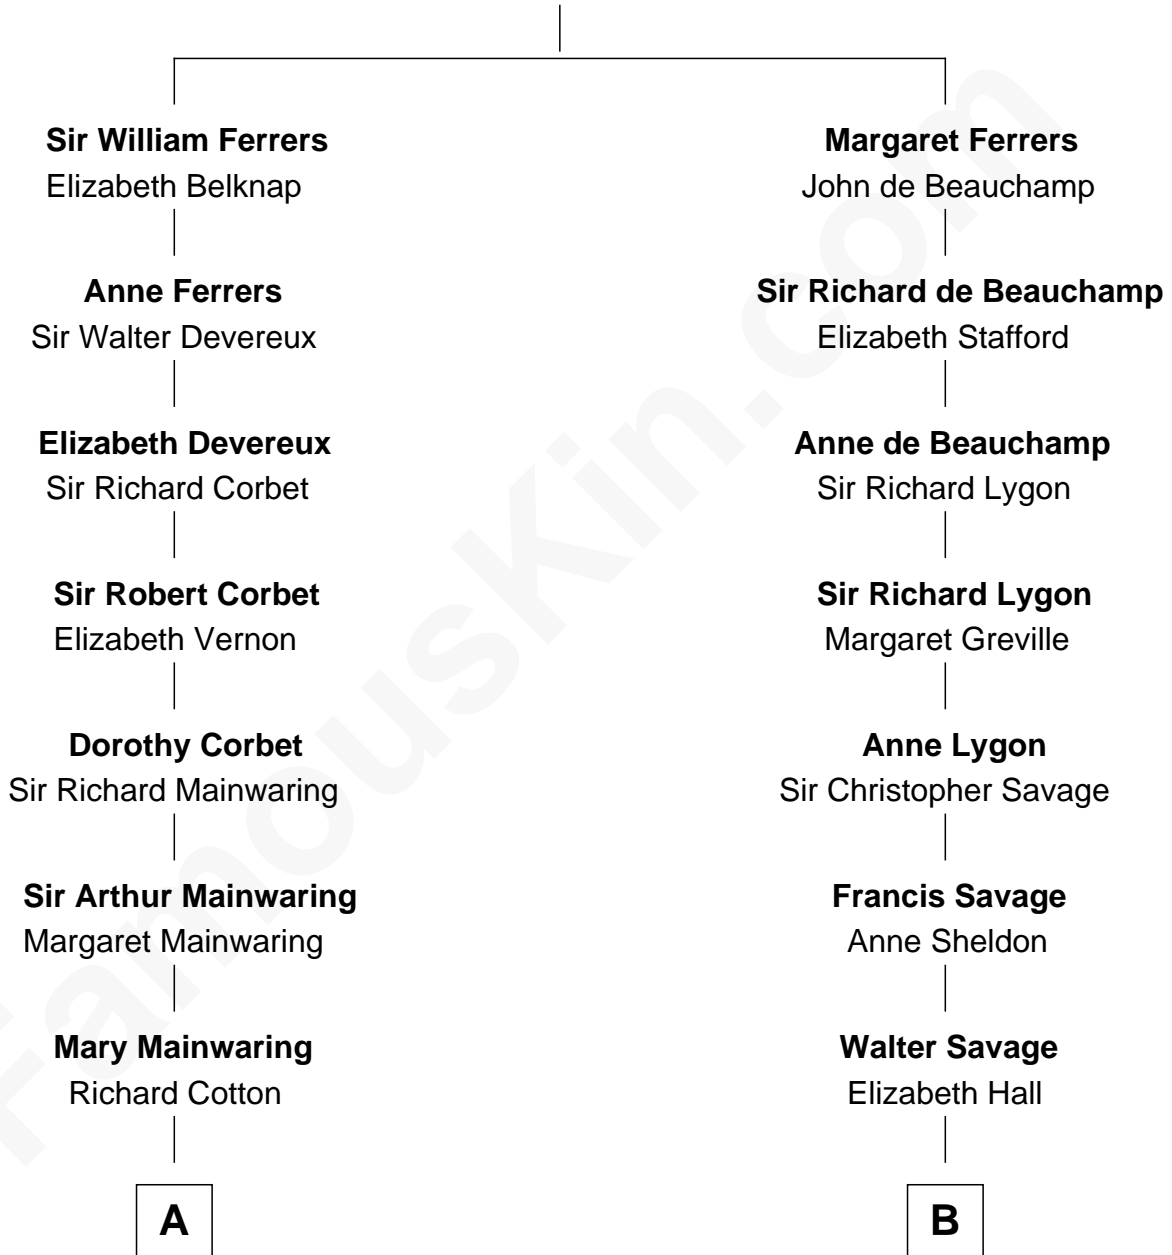 Sir William Ferrers
Elizabeth Belknap
Margaret Ferrers
John de Beauchamp
Anne Ferrers
Sir Walter Devereux
Sir Richard de Beauchamp
Elizabeth Stafford
Elizabeth Devereux
Sir Richard Corbet
Anne de Beauchamp
Sir Richard Lygon
Sir Robert Corbet
Elizabeth Vernon
Sir Richard Lygon
Margaret Greville
Dorothy Corbet
Sir Richard Mainwaring
Anne Lygon
Sir Christopher Savage
Sir Arthur Mainwaring
Margaret Mainwaring
Francis Savage
Anne Sheldon
Mary Mainwaring
Richard Cotton
Walter Savage
Elizabeth Hall
A
B
FamousKin.com